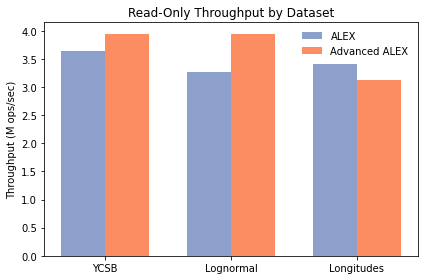 Read-Only Throughput by Dataset
Throughput (M ops/sec)
4.0
3.5
3.0
2.5
2.0
1.5
1.0
0.5
0.0
ALEX
Advanced ALEX
YCSB
Lognormal
Longitudes